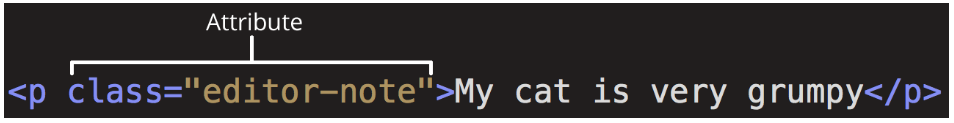 Attribute
<p class="editor-note">My cat is very grumpy</p>